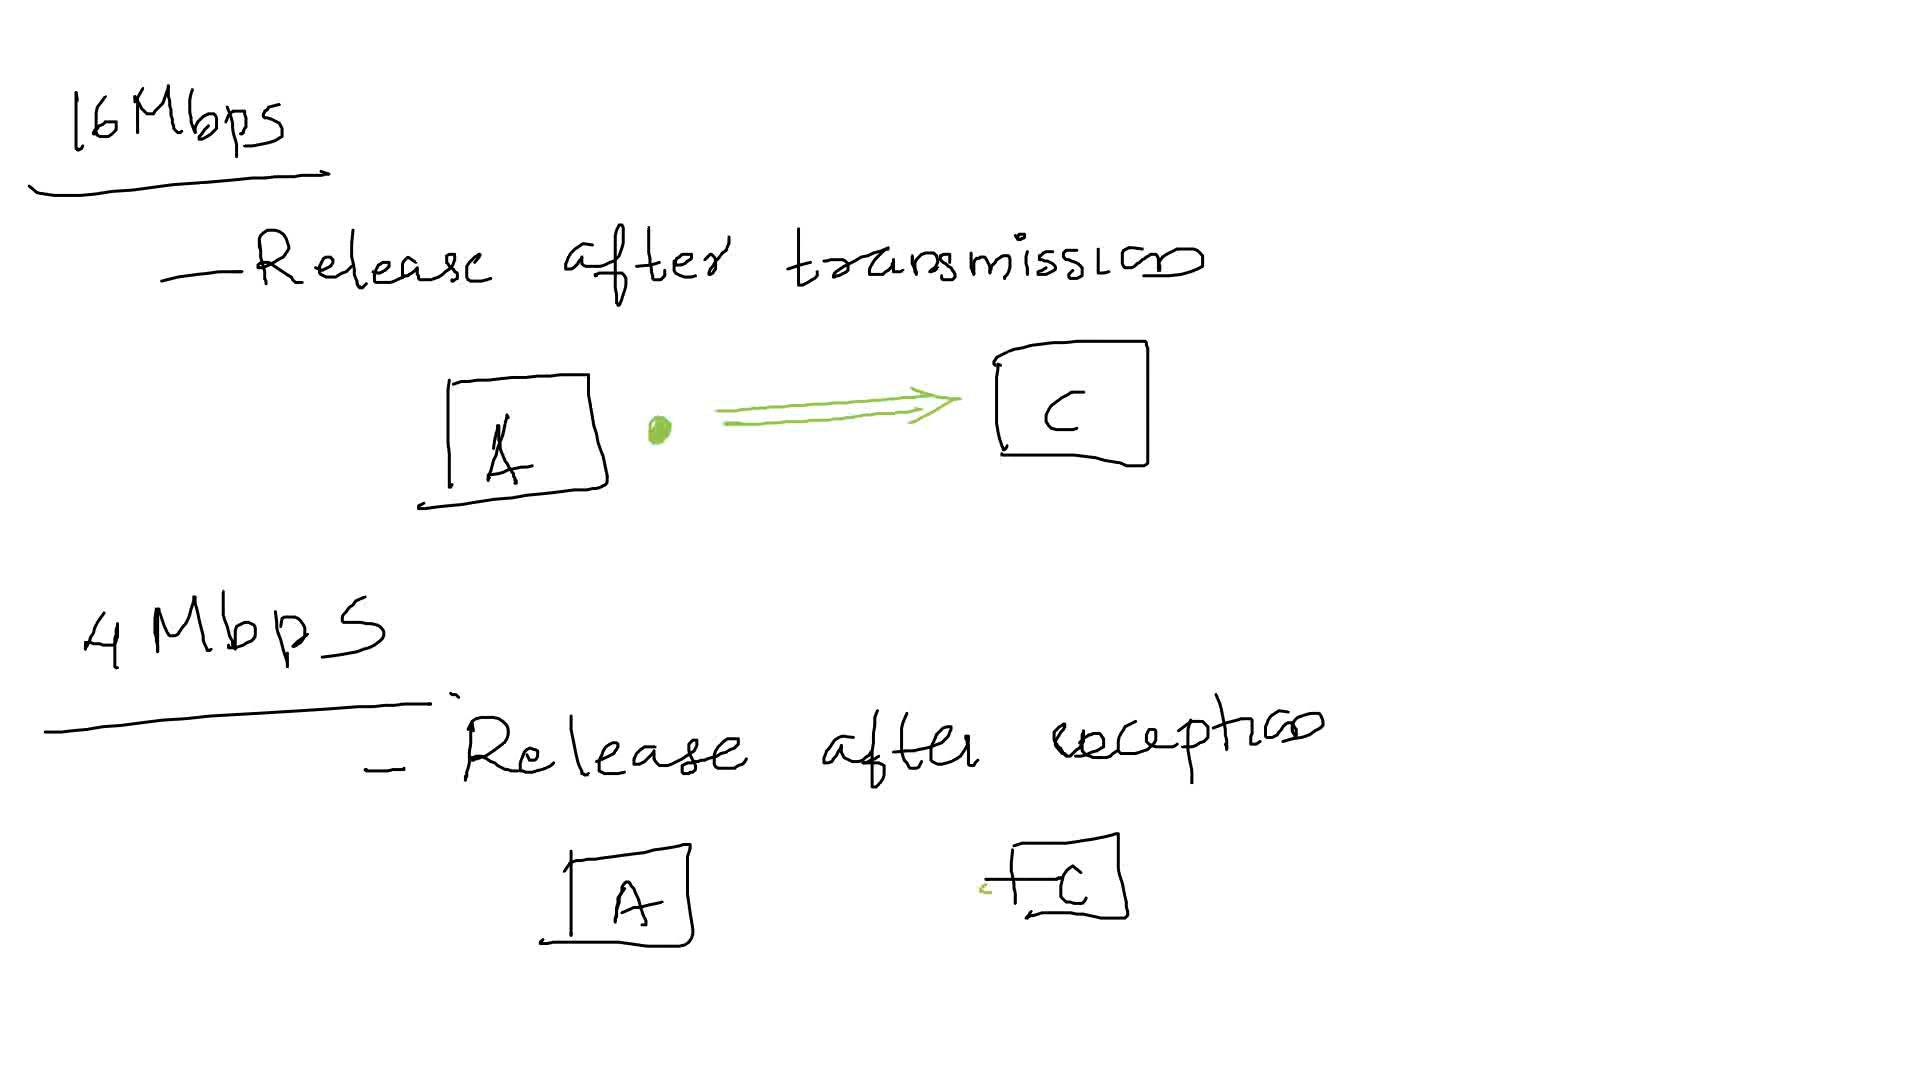 16Mbps
- Release after transmission
A C
4 Mbps
- Release after reception
A C